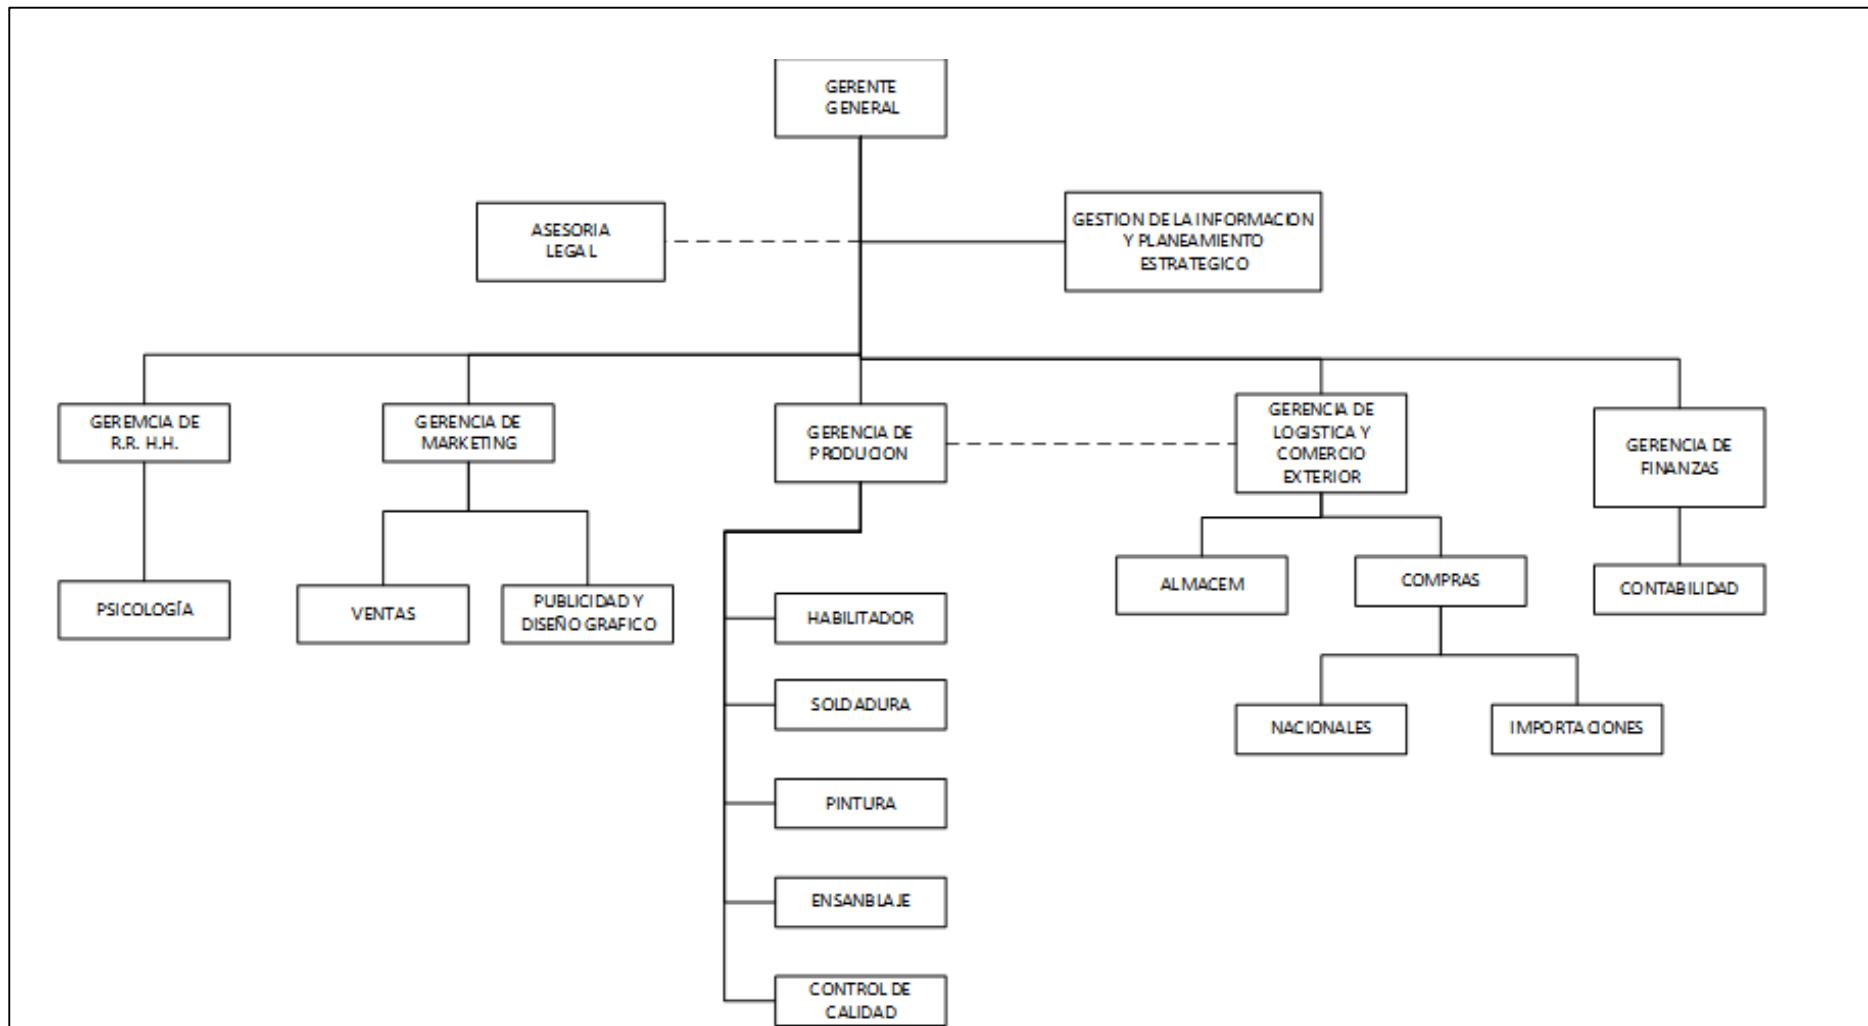 GERENTE
GENERAL
ASESORIA
LEGAL
GESTION DE LA INFORMACION
Y PLANEAMIENTO
ESTRATEGICO
GEREMCIA DE
R.R. H.H.
GERENCIA DE
MARKETING
GERENCIA DE
PRODUCION
GERENCIA DE
LOGISTICA Y
COMERCIO
EXTERIOR
GERENCIA DE
FINANZAS
PSICOLOGÍA
VENTAS
PUBLICIDAD Y
DISEÑO GRAFICO
HABILITADOR
SOLDADURA
PINTURA
ENSANBLAJE
CONTROL DE
CALIDAD
ALMACEM
COMPRAS
NACIONALES
IMPORTACIONES
CONTABILIDAD